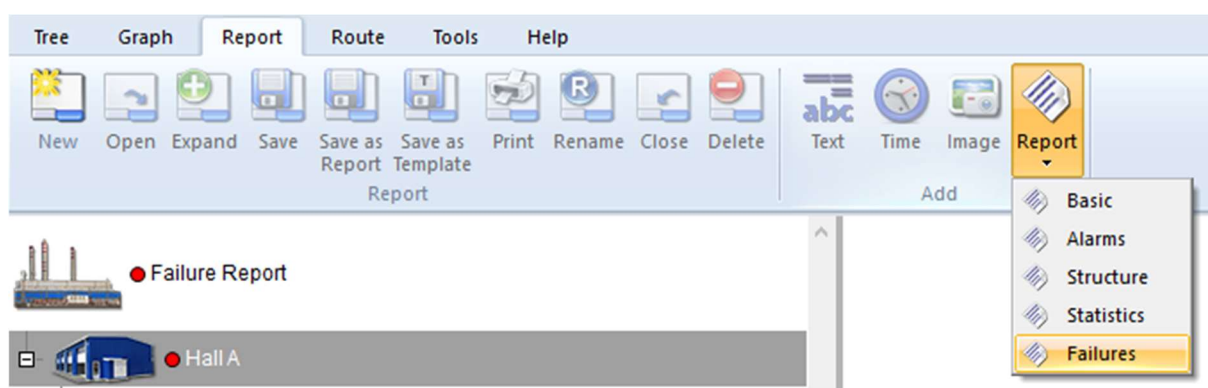 Tree Graph Report Route Tools Help
New Open Expand Save Save as Report Save as Template Print Rename Close Delete Text Time Image Report
Report Add
Basic
Alarms
Failure Report
Structure
Statistics
Hall A
Failures